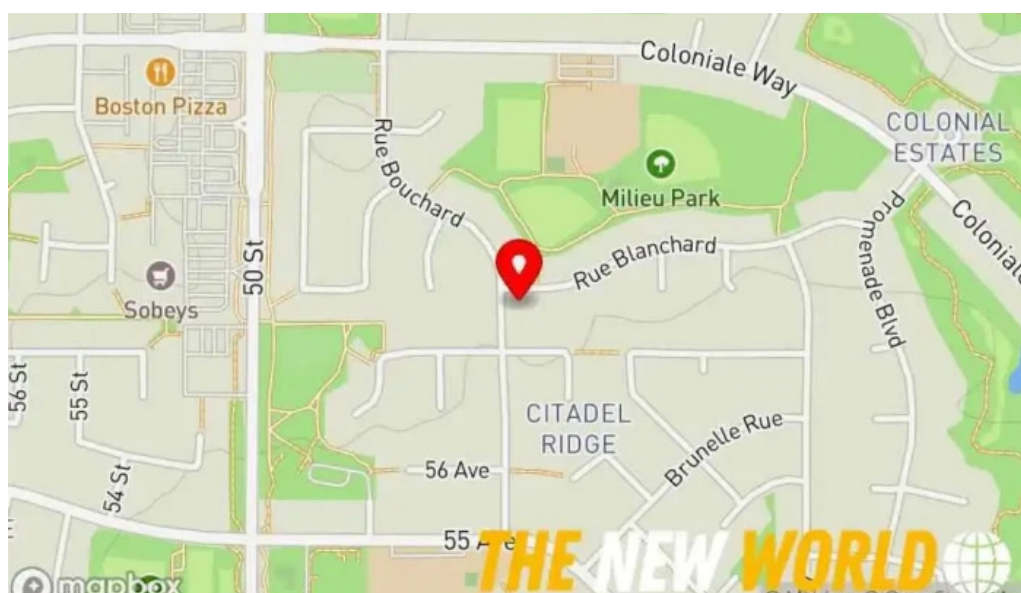 Coloniale Way
Boston Pizza
COLONIAL
ESTATES
Rue Bouchard
Milieu Park
Promenade Blvd
Coloniale
50 St
Rue Blanchard
Sobeys
56 St
55 St
CITADEL
RIDGE
Brunelle Rue
56 Ave
54 St
55 Ave
THE NEW WORLD
mapbox